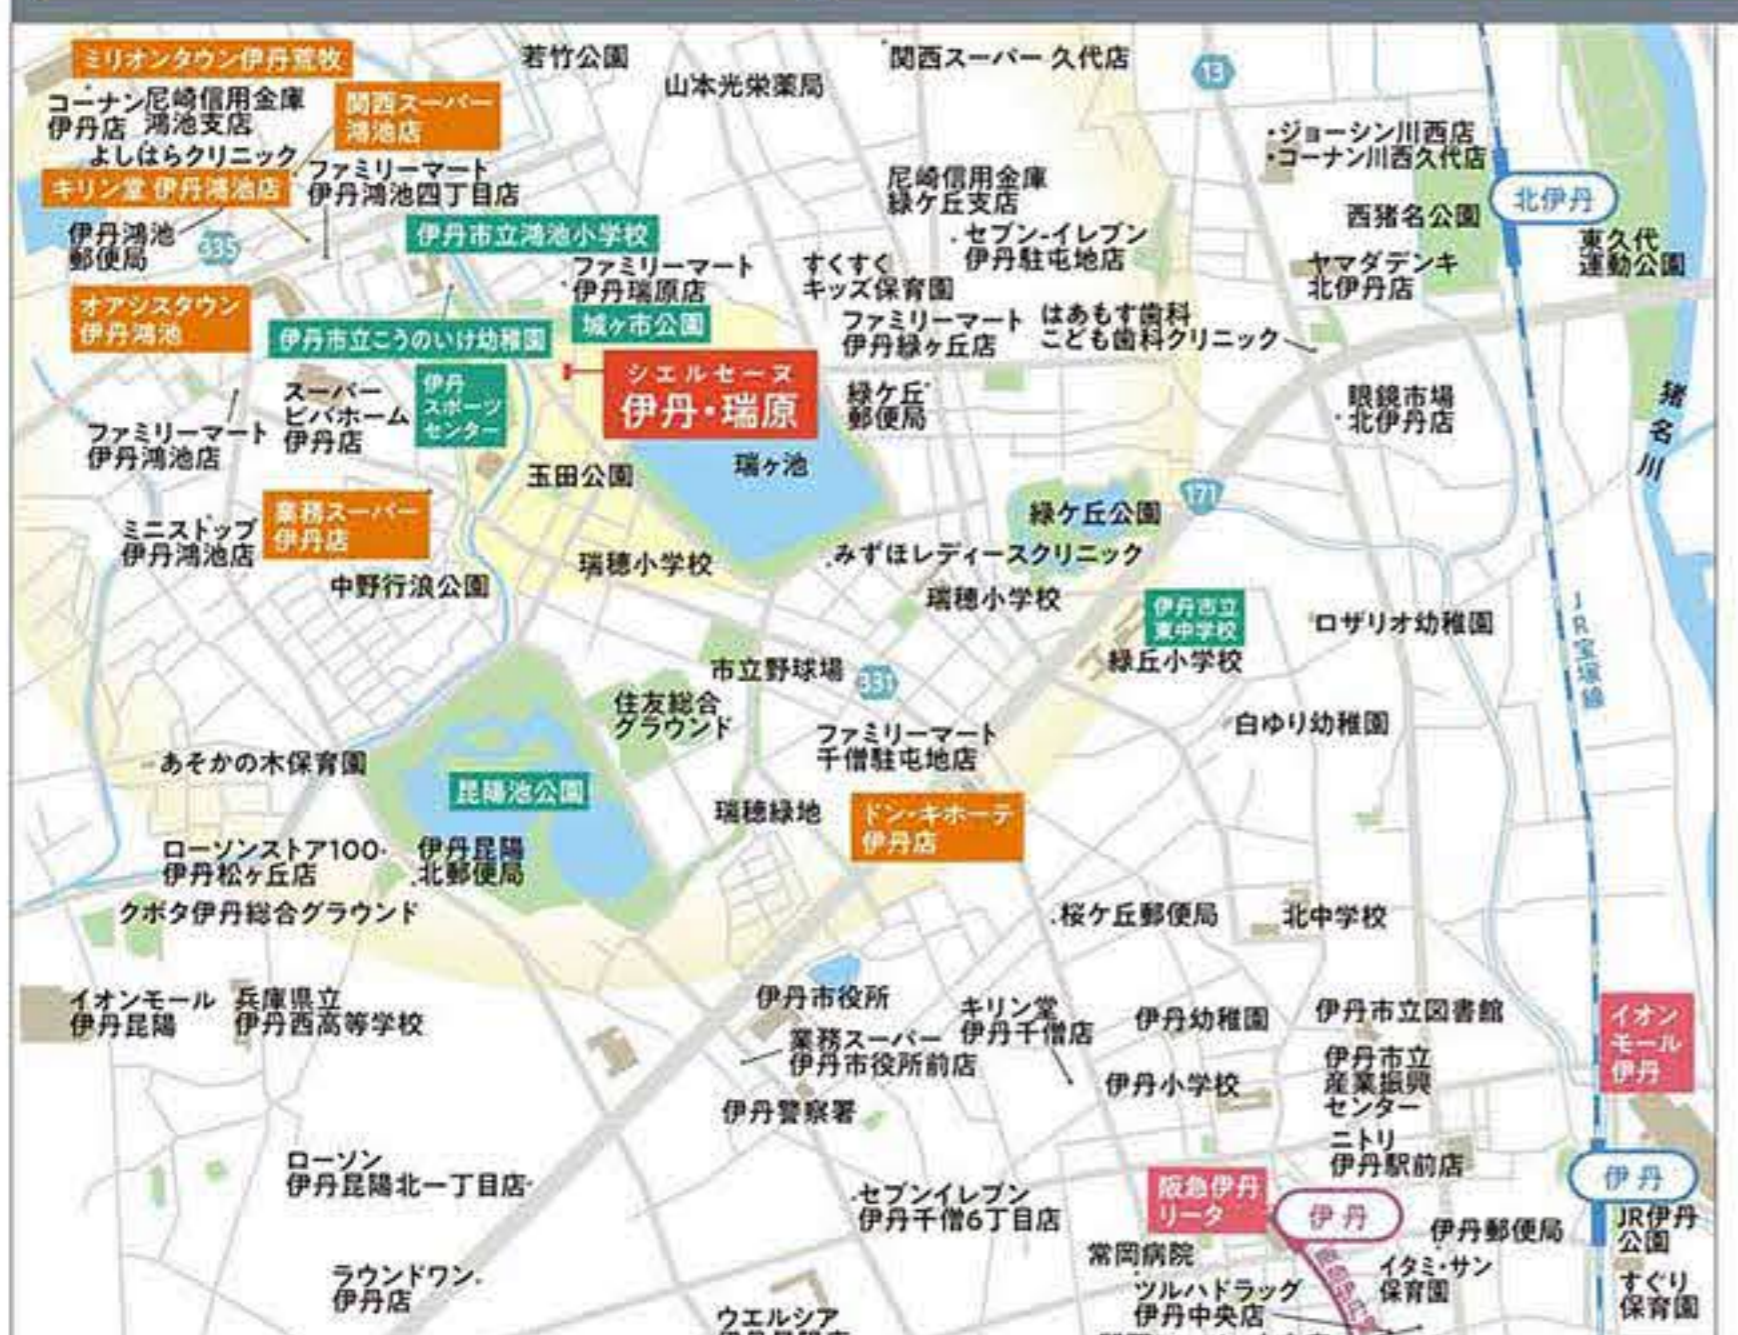 ミリオンタウン伊丹荒牧
若竹公園
山本光栄薬局
関西スーパー 久代店
13
コーナン
伊丹店
尼崎信用金庫
鴻池支店
関西スーパー
鴻池店
よしはらクリニック
ファミリーマート
伊丹鴻池四丁目店
キリン堂 伊丹鴻池店
・ジョーシン川西店
・コーナン川西久代店
尼崎信用金庫
緑ケ丘支店
北伊丹
西猪名公園
伊丹鴻池
郵便局
335
伊丹市立鴻池小学校
セブン-イレブン
伊丹駐屯地店
東久代
運動公園
ファミリーマート
伊丹瑞原店
すくすく
キッズ保育園
ヤマダデンキ
北伊丹店
オアシスタウン
伊丹鴻池
伊丹市立こうのいけ幼稚園
城ヶ市公園
ファミリーマート
伊丹緑ヶ丘店
はあもす歯科
こども歯科クリニック
シエルセーヌ
伊丹・瑞原
スーパー
ビバホーム
伊丹店
伊丹
スポーツ
センター
緑ケ丘
郵便局
眼鏡市場
北伊丹店
猪名川
ファミリーマート
伊丹鴻池店
玉田公園
瑞ヶ池
171
緑ケ丘公園
業務スーパー
伊丹店
ミニストップ
伊丹鴻池店
中野行浪公園
瑞穂小学校
みずほレディースクリニック
瑞穂小学校
伊丹市立
東中学校
緑丘小学校
ロザリオ幼稚園
JR宝塚線
市立野球場
331
住友総合
グラウンド
ファミリーマート
千僧駐屯地店
白ゆり幼稚園
あそかの木保育園
昆陽池公園
瑞穂緑地
ドン・キホーテ
伊丹店
ローソンストア100
伊丹松ヶ丘店
伊丹昆陽
北郵便局
クボタ伊丹総合グラウンド
桜ケ丘郵便局
北中学校
イオンモール
伊丹昆陽
兵庫県立
伊丹西高等学校
伊丹市役所
キリン堂
伊丹千僧店
伊丹幼稚園
伊丹市立図書館
イオン
モール
伊丹
業務スーパー
伊丹市役所前店
伊丹小学校
伊丹市立
産業振興
センター
伊丹警察署
ニトリ
伊丹駅前店
ローソン
伊丹昆陽北一丁目店
セブンイレブン
伊丹千僧6丁目店
阪急伊丹
リータ
伊丹
伊丹
伊丹郵便局
JR伊丹
公園
常岡病院
イタミ・サン
保育園
ラウンドワン
伊丹店
ツルハドラッグ
伊丹中央店
すぐり
保育園
ウエルシア